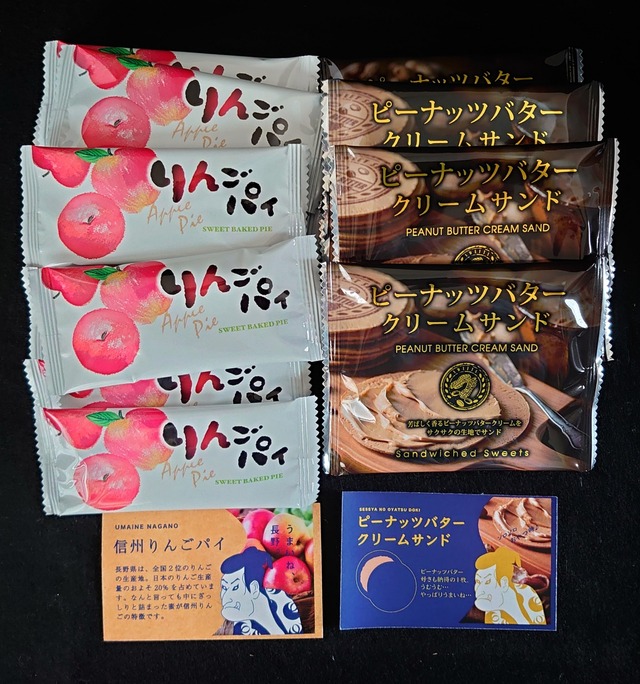 りんご
パイ
Apple
Pie
りんご
パイ
Apple
Pie
SWEET BAKED PIE
りんご
パイ
Apple
Pie
SWEET BAKED PIE
りんご
りんご
パイ
Apple
Pie
SWEET BAKED PIE
ピーナッツバター
ピーナッツバター
クリームサンド
ピーナッツバター
クリームサンド
PEANUT BUTTER CREAM SAND
ピーナッツバター
クリームサンド
PEANUT BUTTER CREAM SAND
芳ばしく香るピーナッツバタークリームを
サクサクの生地でサンド
Sandwiched Sweets
UMAINE NAGANO
信州りんごパイ
うまいね
長野
長野県は、全国2位のりんご
の生産地。日本のりんご生産
量のおよそ20%を占めていま
す。なんと言っても中にぎっ
しりと詰まった蜜が信州りん
ごの特徴です。
SESEYA NO OYATSU DOKI
ピーナッツバター
クリームサンド
ピーナッツバター
好きも納得の1枚。
うむうむ…
やっぱりうまいね…